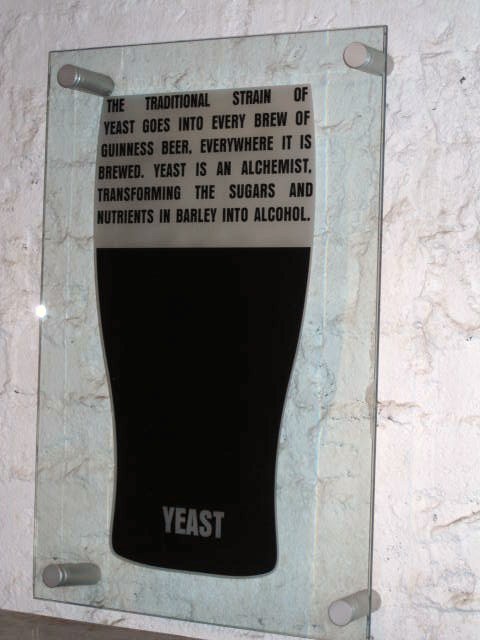 THE TRADITIONAL STRAIN OF
YEAST GOES INTO EVERY BREW OF
GUINNESS BEER, EVERYWHERE IT IS
BREWED. YEAST IS AN ALCHEMIST,
TRANSFORMING THE SUGARS AND
NUTRIENTS IN BARLEY INTO ALCOHOL.
YEAST